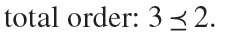 total order: 3 ⪯ 2.